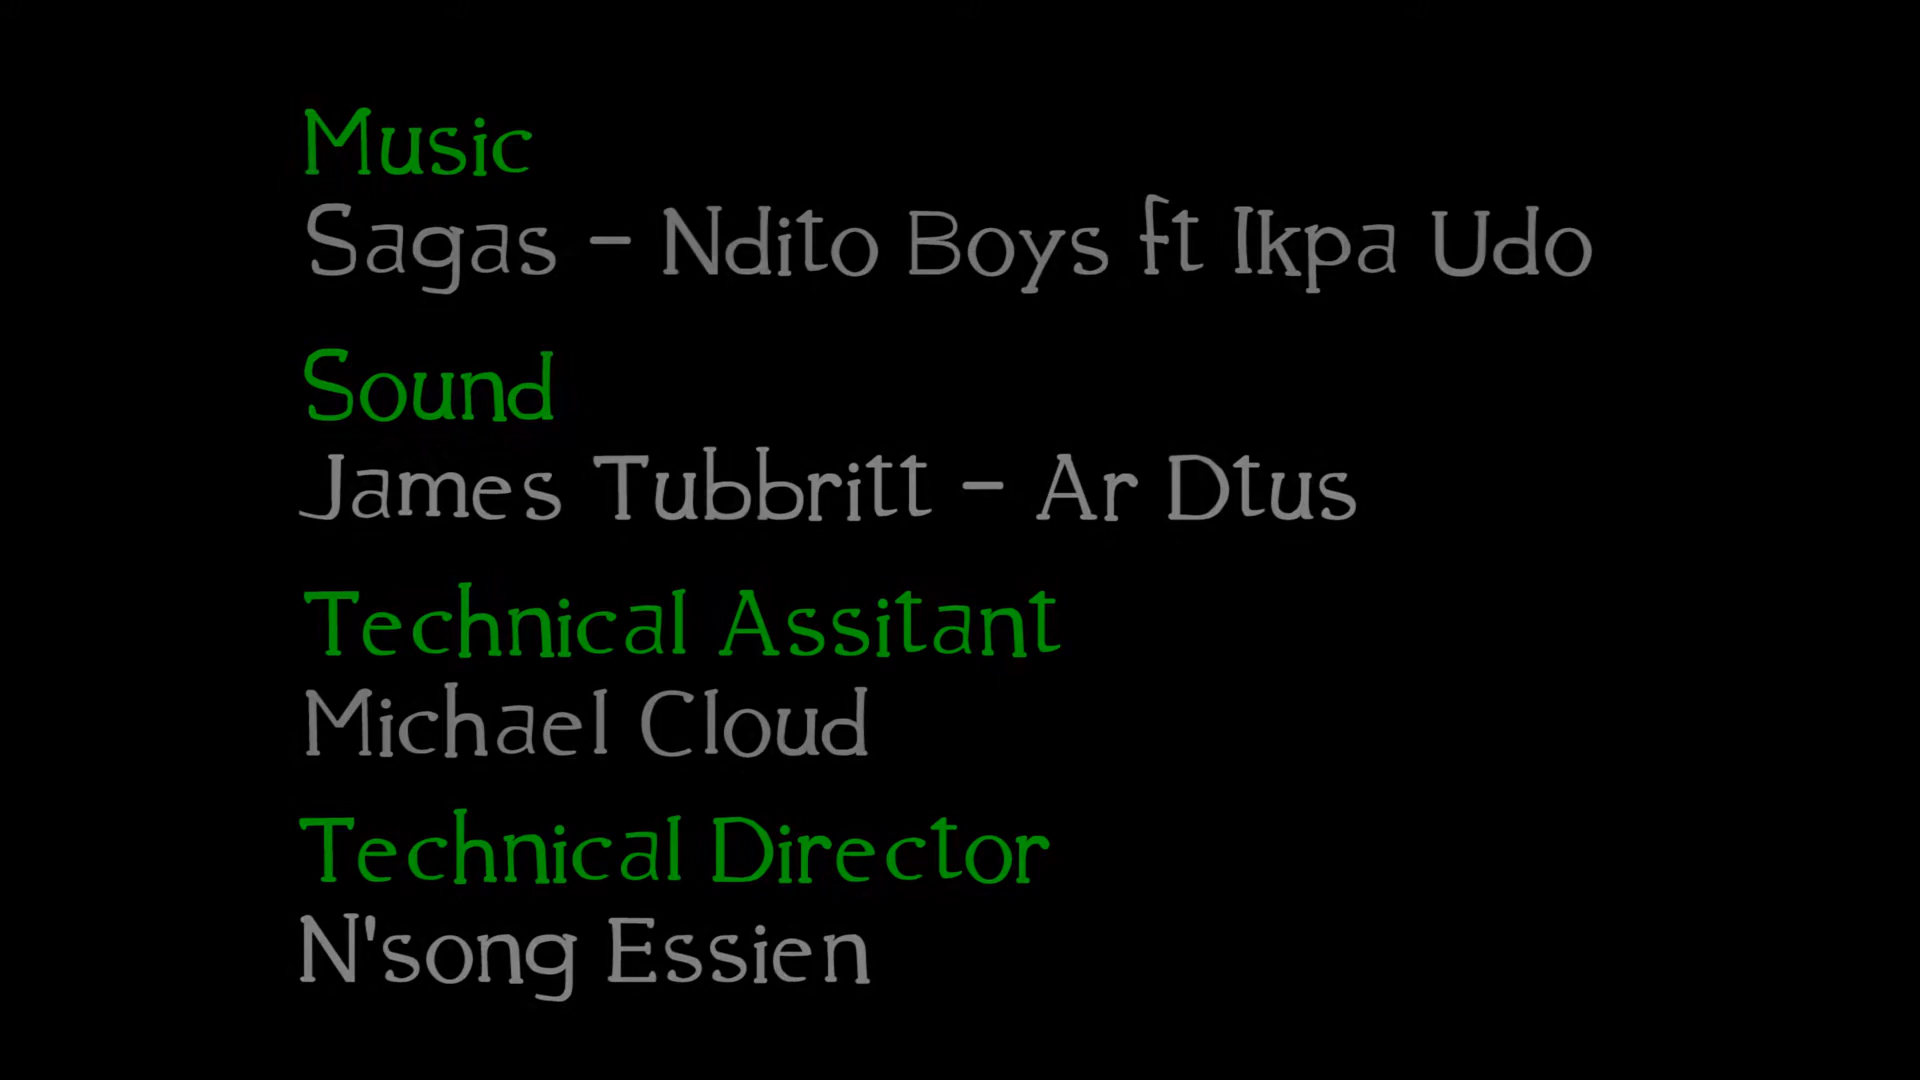 Music
Sagas - Ndito Boys ft Ikpa Udo
Sound
James Tubbritt - Ar Dtus
Technical Assitant
Michael Cloud
Technical Director
N'song Essien